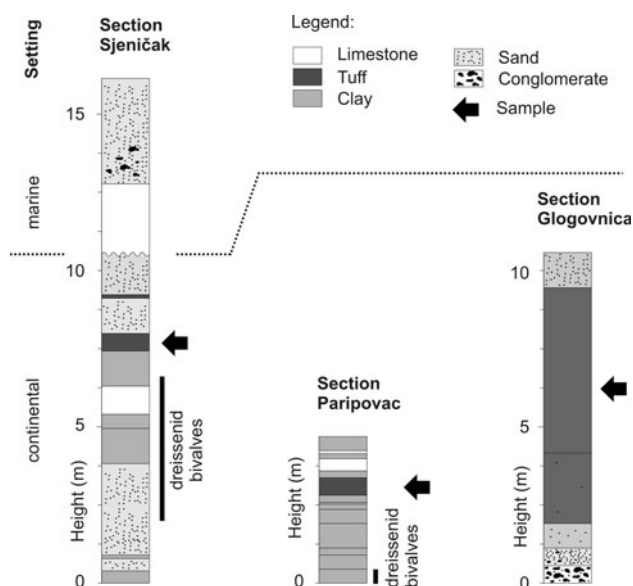 Setting
Section
Sjeničak
Legend:
Limestone
Tuff
Clay
Sand
Conglomerate
Sample
marine
continental
15
10
5
0
Height (m)
dreissenid
bivalves
Section
Paripovac
Height (m)
0
dreissenid
bivalves
Section
Glogovnica
10
5
0
Height (m)